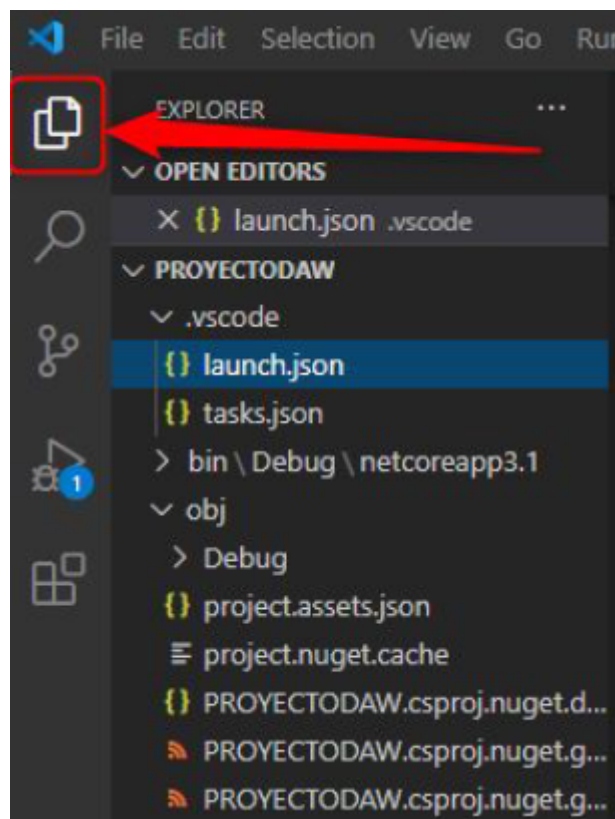 File Edit Selection View Go Ru
EXPLORER ...
OPEN EDITORS
{} launch.json .vscode
PROYECTODAW
.vscode
{} launch.json
{} tasks.json
bin \ Debug \ netcoreapp3.1
1
obj
Debug
{} project.assets.json
project.nuget.cache
{} PROYECTODAW.csproj.nuget.d...
PROYECTODAW.csproj.nuget.g...
PROYECTODAW.csproj.nuget.g...